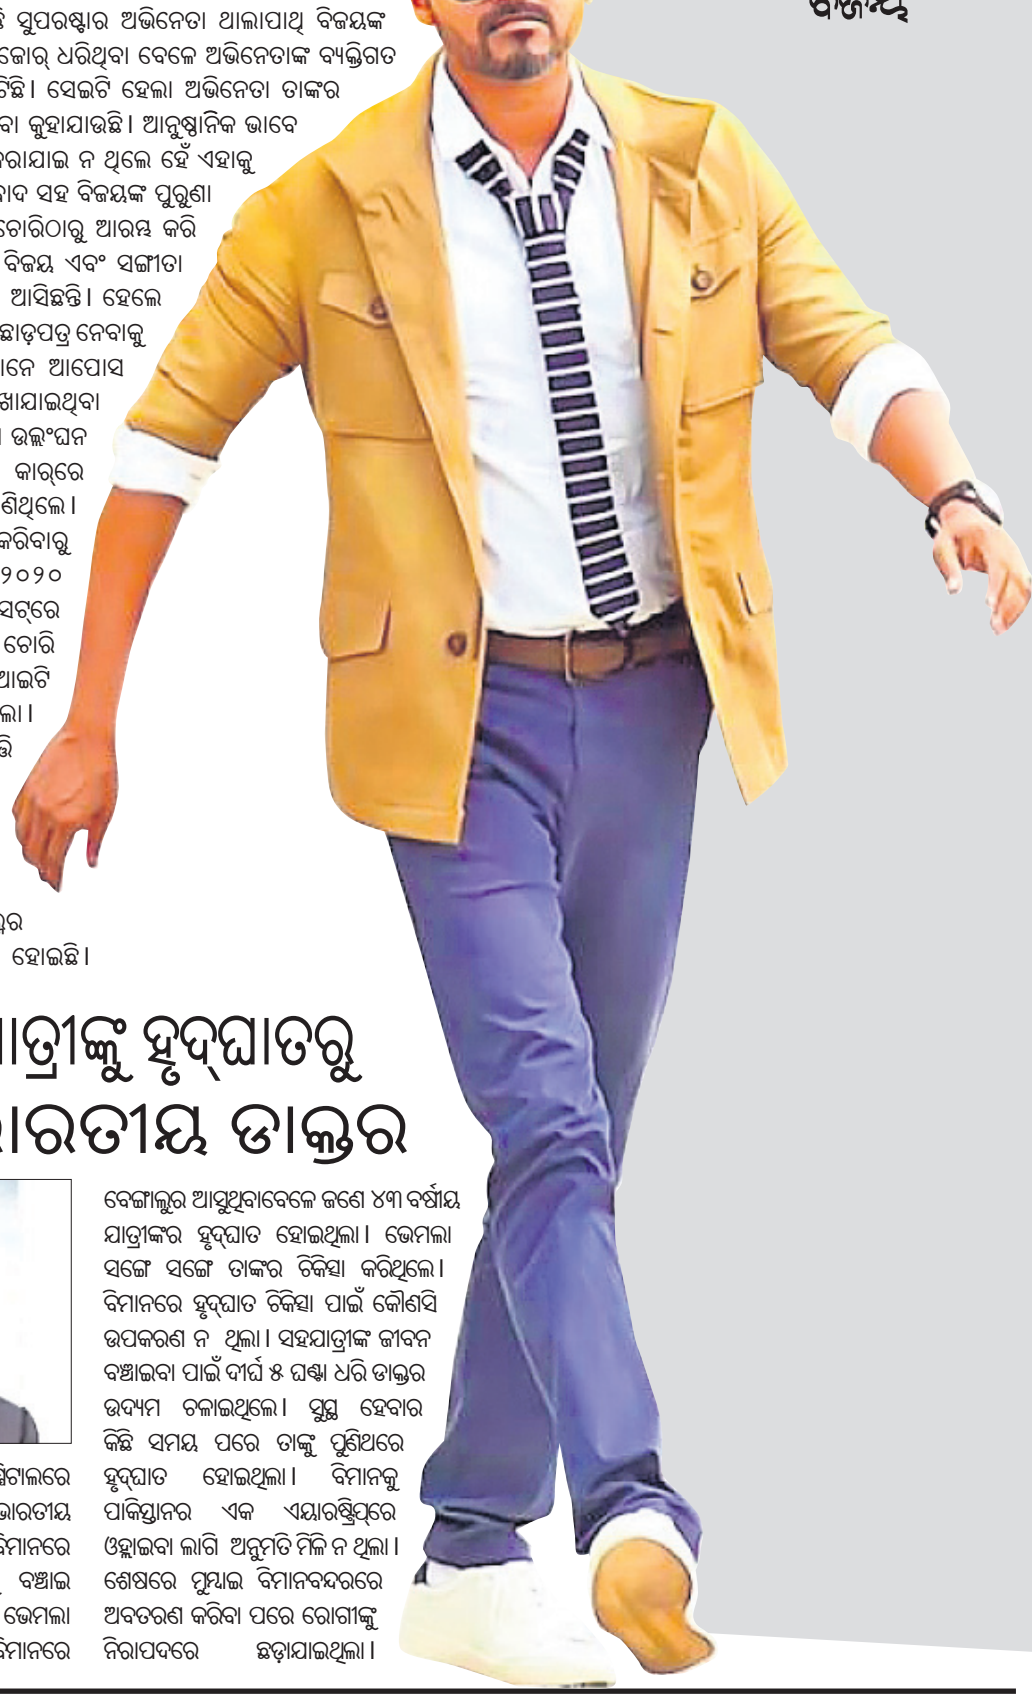 ସୁପରଷ୍ଟାର ଅଭିନେତା ଥାଲାପାଥି ବିଜୟଙ୍କ
ଜୋର୍ ଧରିଥିବା ବେଳେ ଅଭିନେତାଙ୍କ ବ୍ୟକ୍ତିଗତ
ସେଇଟି ହେଲା ଅଭିନେତା ତାଙ୍କର
କୁହାଯାଉଛି। ଆନୁଷ୍ଠାନିକ ଭାବେ
ନ ଥିଲେ ହେଁ ଏହାକୁ
ସହ ବିଜୟଙ୍କ ପୁରୁଣା
ଚୋରିଠାରୁ ଆରମ୍ଭ କରି
ବିଜୟ ଏବଂ ସଙ୍ଗୀତା
ଆସିଛନ୍ତି। ହେଲେ
ଛାଡ଼ପତ୍ର ନେବାକୁ
ଆପୋସ
ଉଲ୍ଲଂଘନ
କାର୍‌ରେ
କରିବାରୁ
୨୦୨୦
ଚୋରି
ଆଇଟି
ହୋଇଛି।
ବିଜୟ
ହୃଦ୍‌ଘାତରୁ
ଡାକ୍ତର
ବେଙ୍ଗାଲୁର ଆସୁଥିବାବେଳେ ଜଣେ ୪୩ ବର୍ଷୀୟ
ଯାତ୍ରୀଙ୍କର ହୃଦ୍‌ଘାତ ହୋଇଥିଲା। ଭେମଲା
ସଙ୍ଗେ ସଙ୍ଗେ ତାଙ୍କର ଚିକିତ୍ସା କରିଥିଲେ।
ବିମାନରେ ହୃଦ୍‌ଘାତ ଚିକିତ୍ସା ପାଇଁ କୌଣସି
ଉପକରଣ ନ ଥିଲା। ସହଯାତ୍ରୀଙ୍କ ଜୀବନ
ବଞ୍ଚାଇବା ପାଇଁ ଦୀର୍ଘ ୫ ଘଣ୍ଟା ଧରି ଡାକ୍ତର
ଉଦ୍ୟମ ଚଳାଇଥିଲେ। ସୁସ୍ଥ ହେବାର
କିଛି ସମୟ ପରେ ତାଙ୍କୁ ପୁଣିଥରେ
ହୃଦ୍‌ଘାତ ହୋଇଥିଲା। ବିମାନକୁ
ପାକିସ୍ତାନର ଏକ ଏୟାରଷ୍ଟ୍ରିପ୍‌ରେ
ଓହ୍ଲାଇବା ଲାଗି ଅନୁମତି ମିଳି ନ ଥିଲା।
ଶେଷରେ ମୁମ୍ବାଇ ବିମାନବନ୍ଦରରେ
ଅବତରଣ କରିବା ପରେ ରୋଗୀଙ୍କୁ
ନିରାପଦରେ ଛଡ଼ାଯାଇଥିଲା।
ଭାରତୀୟ
ବିମାନରେ
ବଞ୍ଚାଇ
ଭେମଲା
ବିମାନରେ